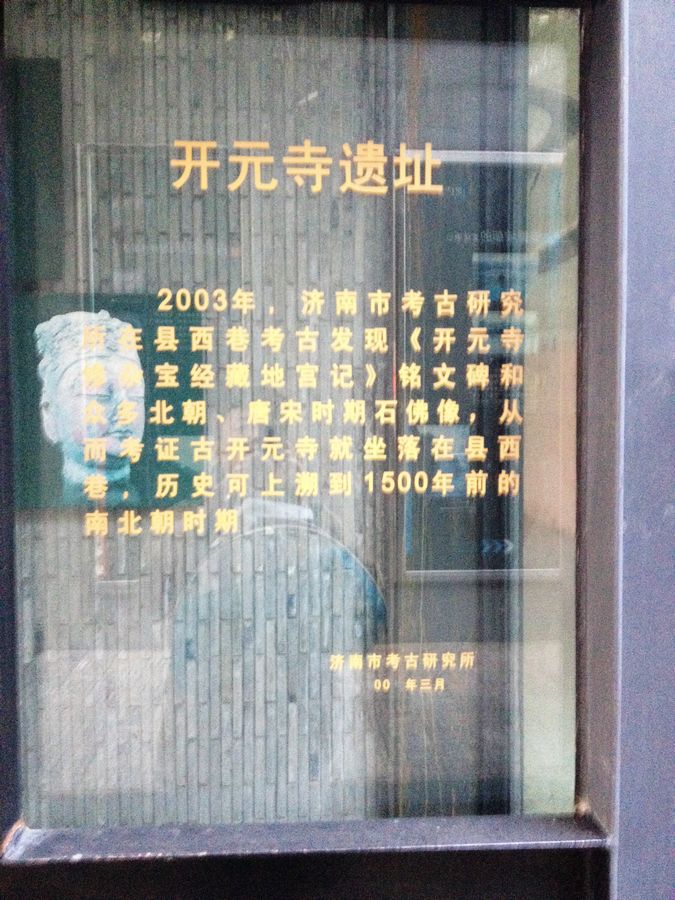 开元寺遗址
2003年，济南市考古研究
所在县西巷考古发现《开元寺
修杂宝经藏地宫记》铭文碑和
众多北朝、唐宋时期石佛像，从
而考证古开元寺就坐落在县西
巷，历史可上溯到1500年前的
南北朝时期
济南市考古研究所
00 年三月